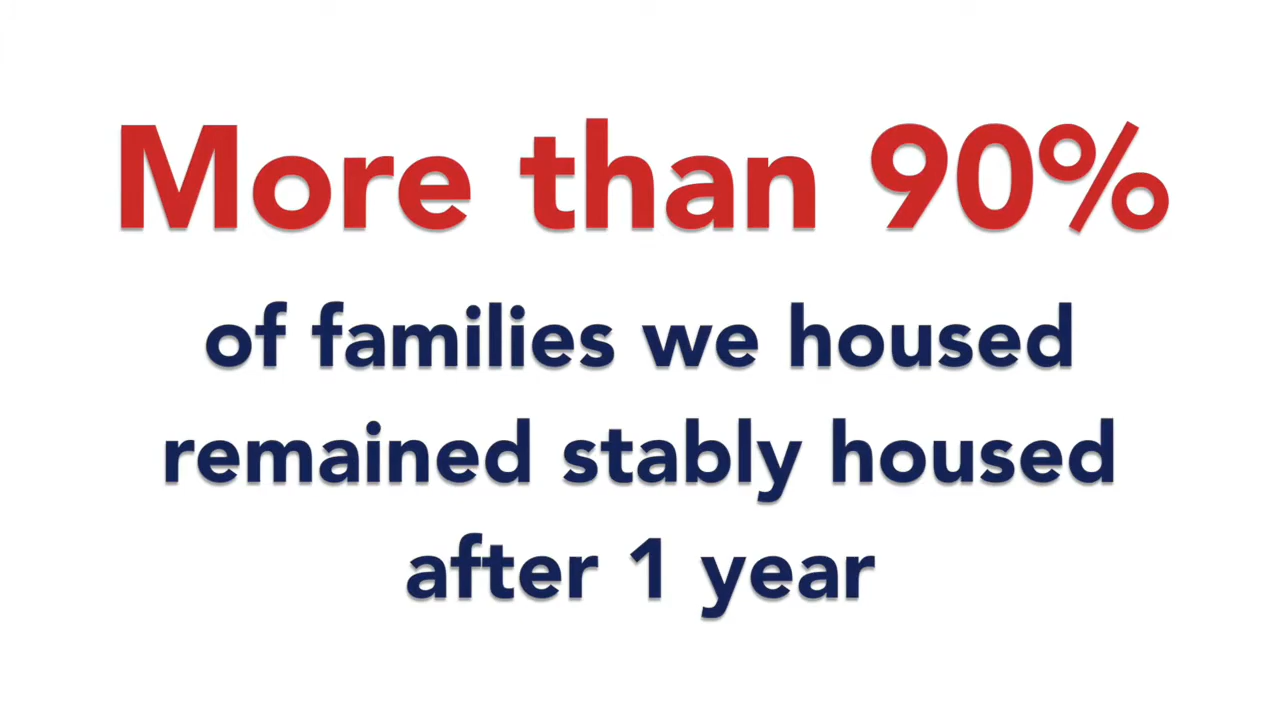 More than 90%
of families we housed
remained stably housed
after 1 year